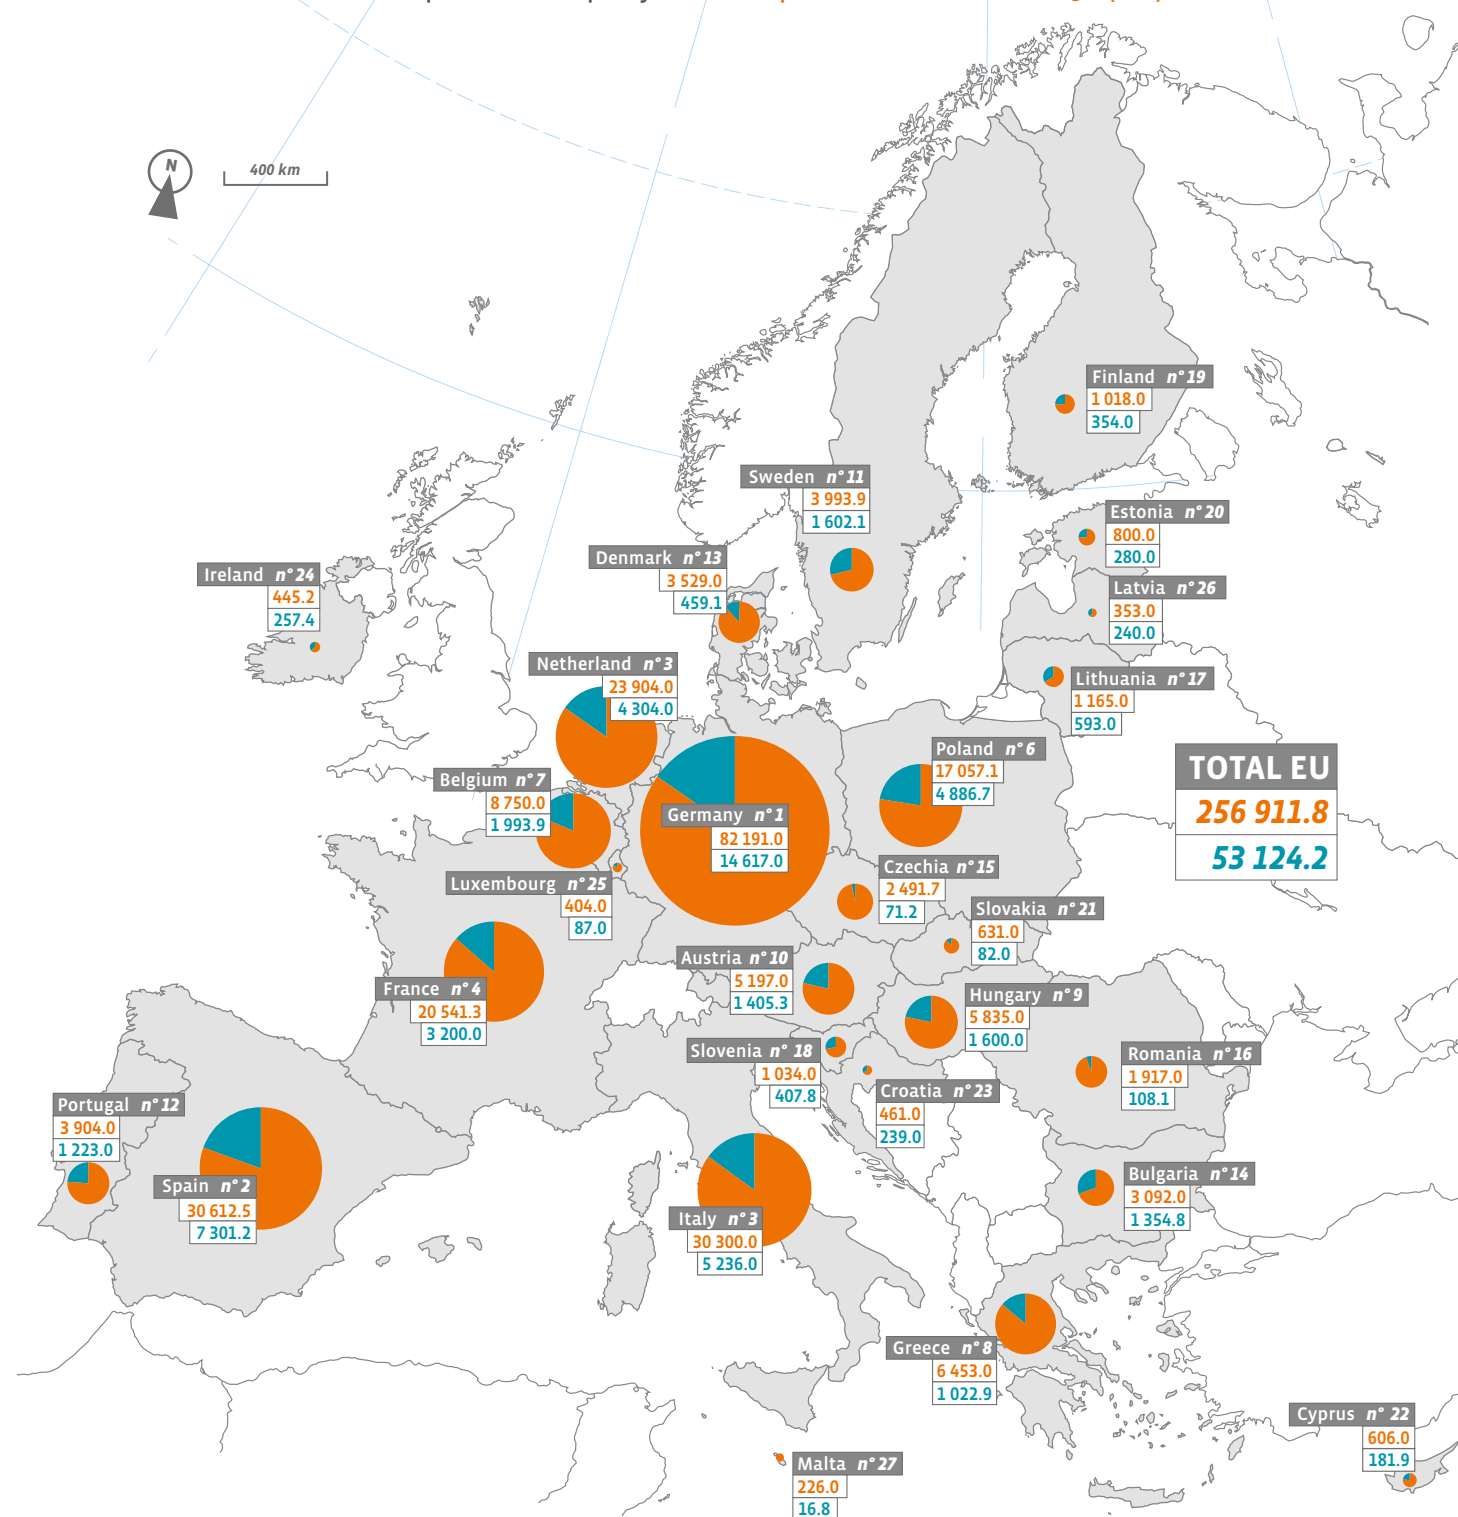 N
400 km
Finland n° 19
1 018.0
354.0
Sweden n° 11
3 993.9
1 602.1
Estonia n° 20
800.0
280.0
Denmark n° 13
3 529.0
459.1
Ireland n° 24
445.2
257.4
Latvia n° 26
353.0
240.0
Netherland n° 3
23 904.0
4 304.0
Lithuania n° 17
1 165.0
593.0
Poland n° 6
17 057.1
4 886.7
TOTAL EU
256 911.8
53 124.2
Belgium n° 7
8 750.0
1 993.9
Germany n° 1
82 191.0
14 617.0
Czechia n° 15
2 491.7
71.2
Luxembourg n° 25
404.0
87.0
Slovakia n° 21
631.0
82.0
Austria n° 10
5 197.0
1 405.3
France n° 4
20 541.3
3 200.0
Hungary n° 9
5 835.0
1 600.0
Slovenia n° 18
1 034.0
407.8
Romania n° 16
1 917.0
108.1
Croatia n° 23
461.0
239.0
Portugal n° 12
3 904.0
1 223.0
Spain n° 2
30 612.5
7 301.2
Bulgaria n° 14
3 092.0
1 354.8
Italy n° 3
30 300.0
5 236.0
Greece n° 8
6 453.0
1 022.9
Cyprus n° 22
606.0
181.9
Malta n° 27
226.0
16.8